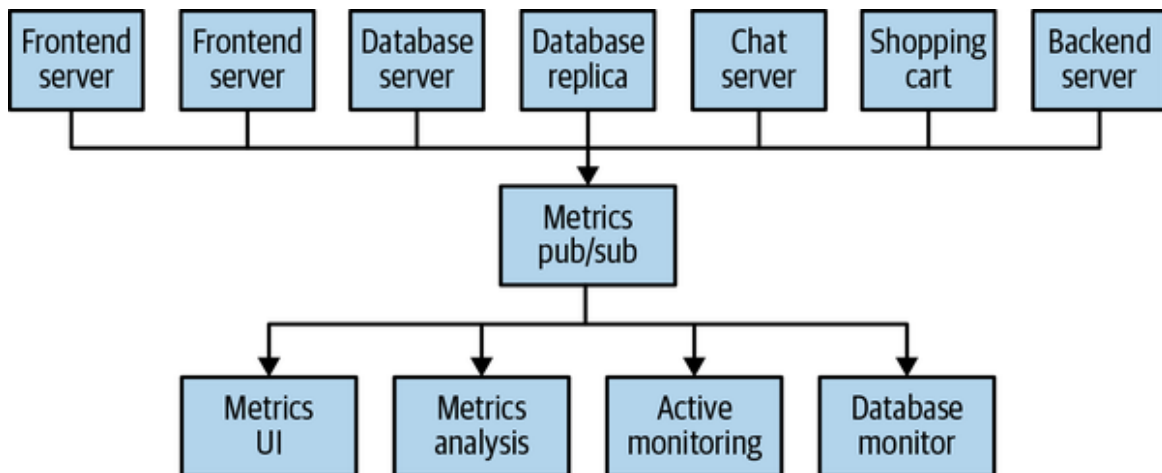 Frontend
server
Frontend
server
Database
server
Database
replica
Chat
server
Shopping
cart
Backend
server
Metrics
pub/sub
Metrics
UI
Metrics
analysis
Active
monitoring
Database
monitor